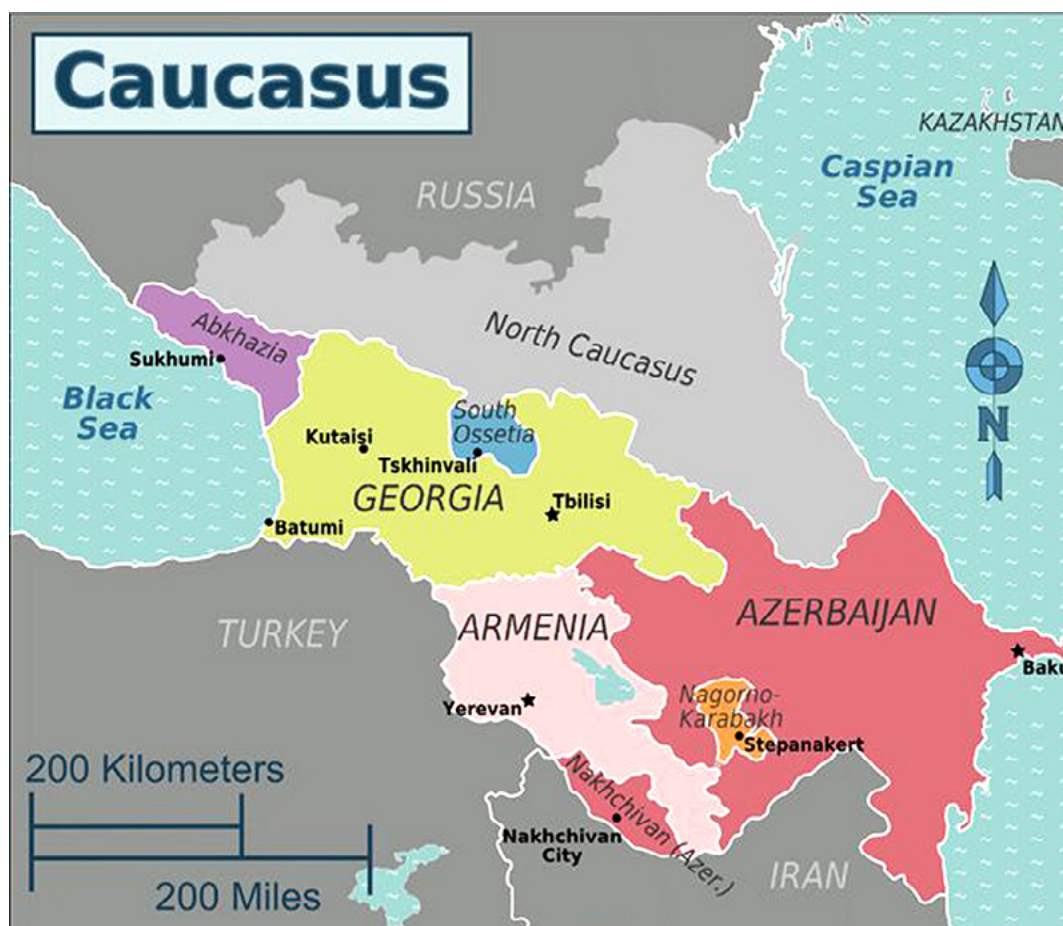 Caucasus
KAZAKHSTAN
RUSSIA
Caspian
Sea
North Caucasus
Abkhazia
Sukhumi
Black
Sea
South
Ossetia
Kutaisi
Tskhinvali
GEORGIA
Tbilisi
N
Batumi
TURKEY
ARMENIA
AZERBAIJAN
Baku
Nagorno-
Karabakh
Yerevan
Stepanakert
200 Kilometers
Nakhchivan (Azer.)
Nakhchivan
City
IRAN
200 Miles